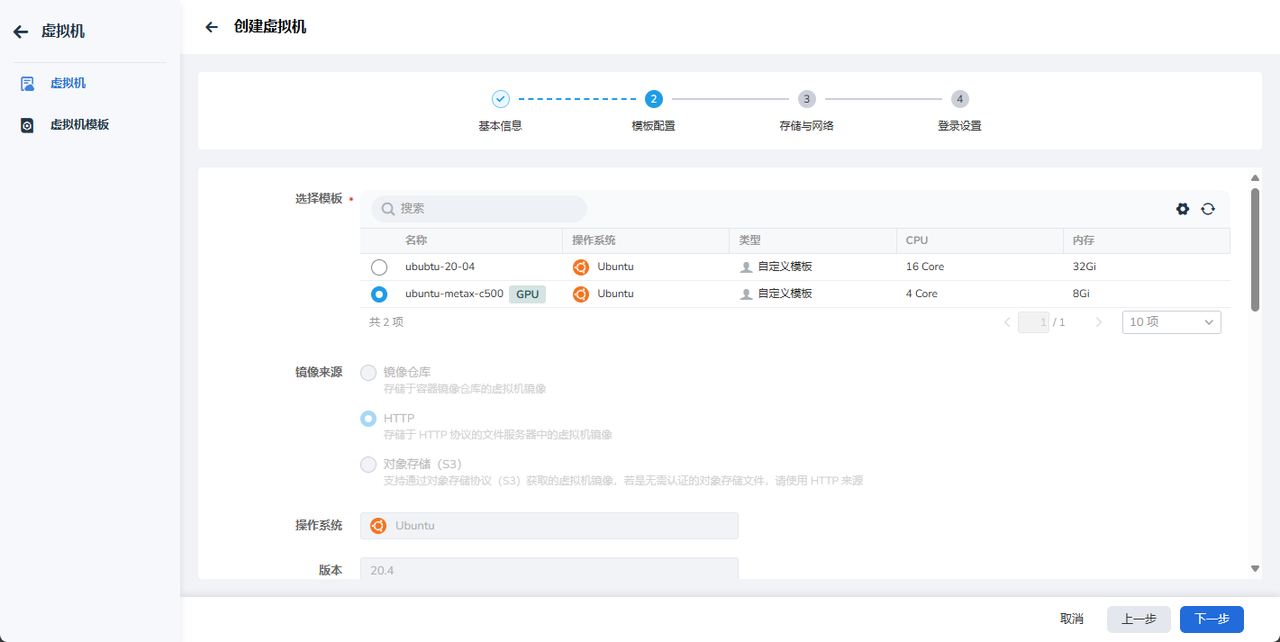 虚拟机
创建虚拟机
虚拟机
虚拟机模板
2 3 4
基本信息 模板配置 存储与网络 登录设置
选择模板 *
搜索
名称 操作系统 类型 CPU 内存
ububtu-20-04 Ubuntu 自定义模板 16 Core 32Gi
ubuntu-metax-c500 GPU Ubuntu 自定义模板 4 Core 8Gi
共 2 项 1 / 1 10 项
镜像来源 镜像仓库
存储于容器镜像仓库的虚拟机镜像
HTTP
存储于 HTTP 协议的文件服务器中的虚拟机镜像
对象存储（S3）
支持通过对象存储协议（S3）获取的虚拟机镜像，若是无需认证的对象存储文件，请使用 HTTP 来源
操作系统 Ubuntu
版本 20.4
取消 上一步 下一步